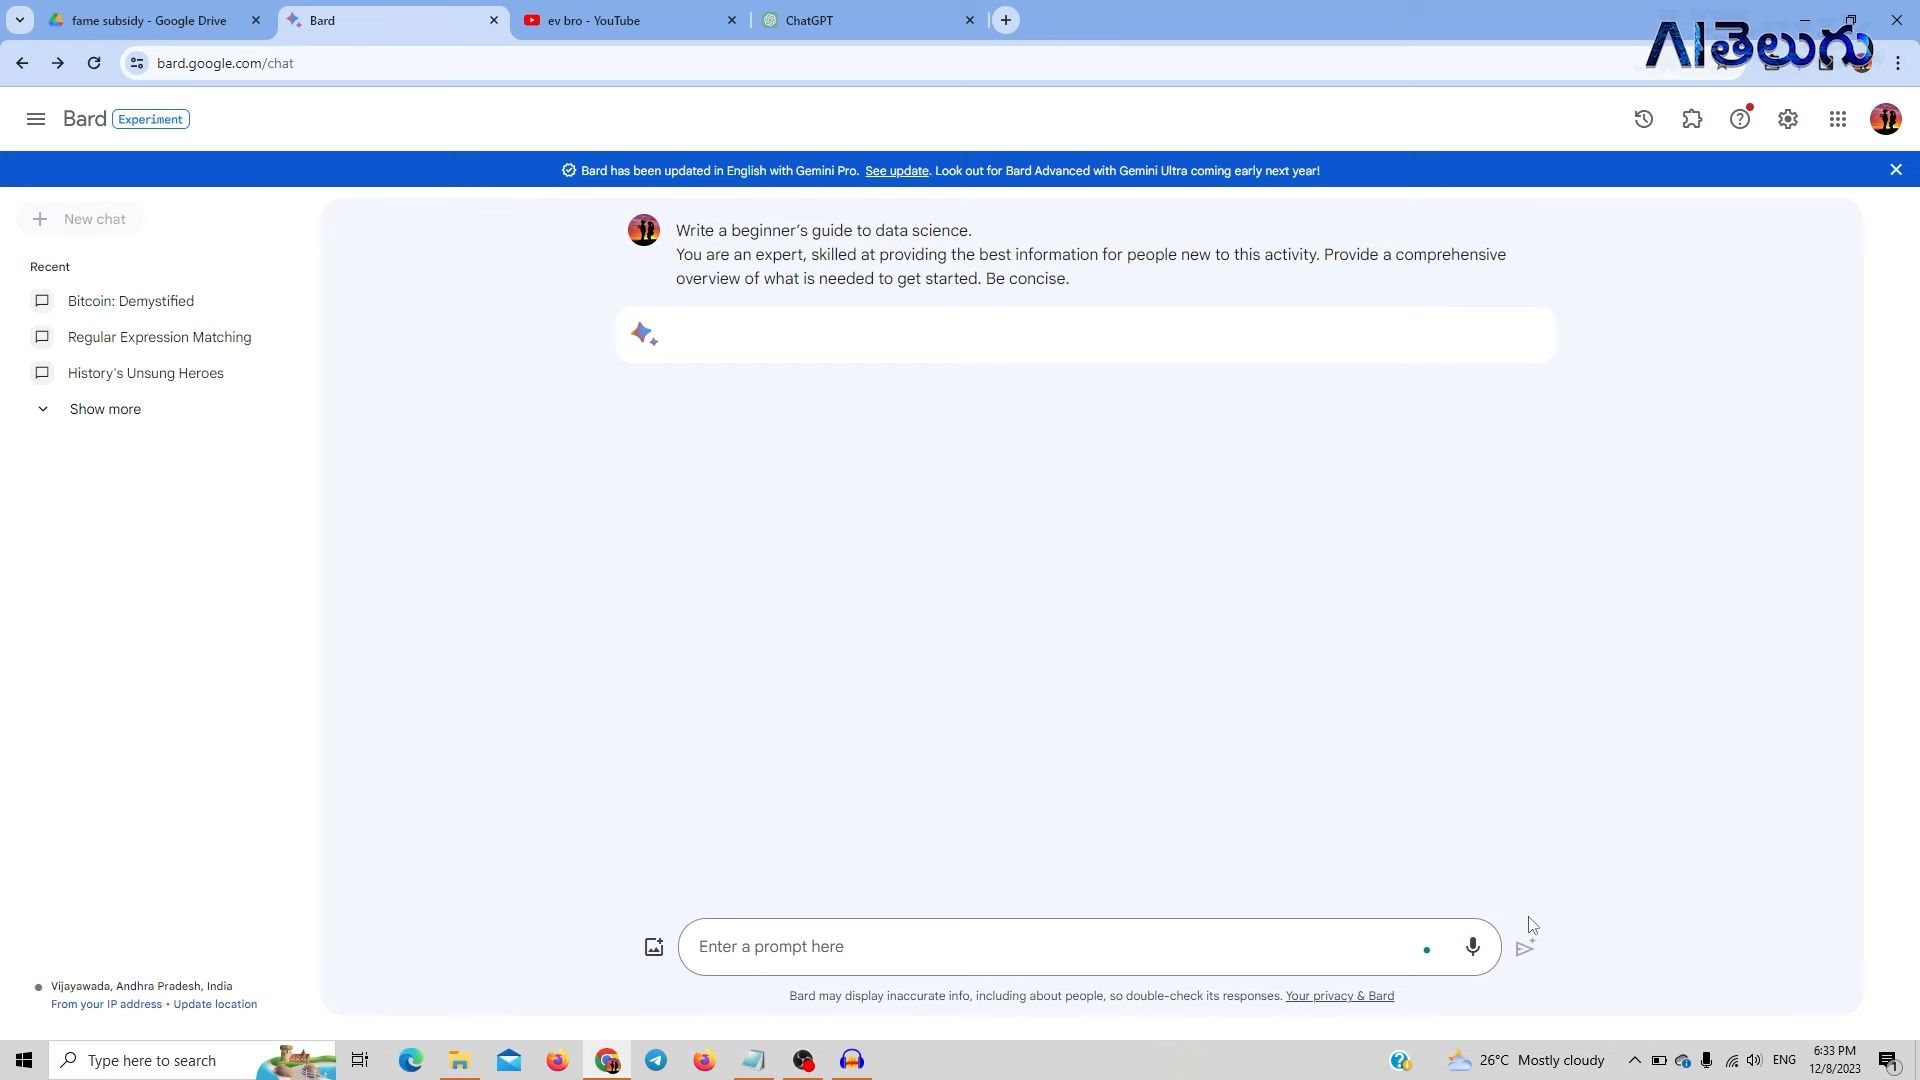 fame subsidy - Google Drive
Bard
ev bro - YouTube
ChatGPT
AIతెలుగు
bard.google.com/chat
Bard Experiment
Bard has been updated in English with Gemini Pro. See update. Look out for Bard Advanced with Gemini Ultra coming early next year!
New chat
Recent
Bitcoin: Demystified
Regular Expression Matching
History's Unsung Heroes
Show more
Write a beginner’s guide to data science.
You are an expert, skilled at providing the best information for people new to this activity. Provide a comprehensive
overview of what is needed to get started. Be concise.
Enter a prompt here
Bard may display inaccurate info, including about people, so double-check its responses. Your privacy & Bard
Vijayawada, Andhra Pradesh, India
From your IP address • Update location
Type here to search
26°C Mostly cloudy
ENG
6:33 PM
12/8/2023
1